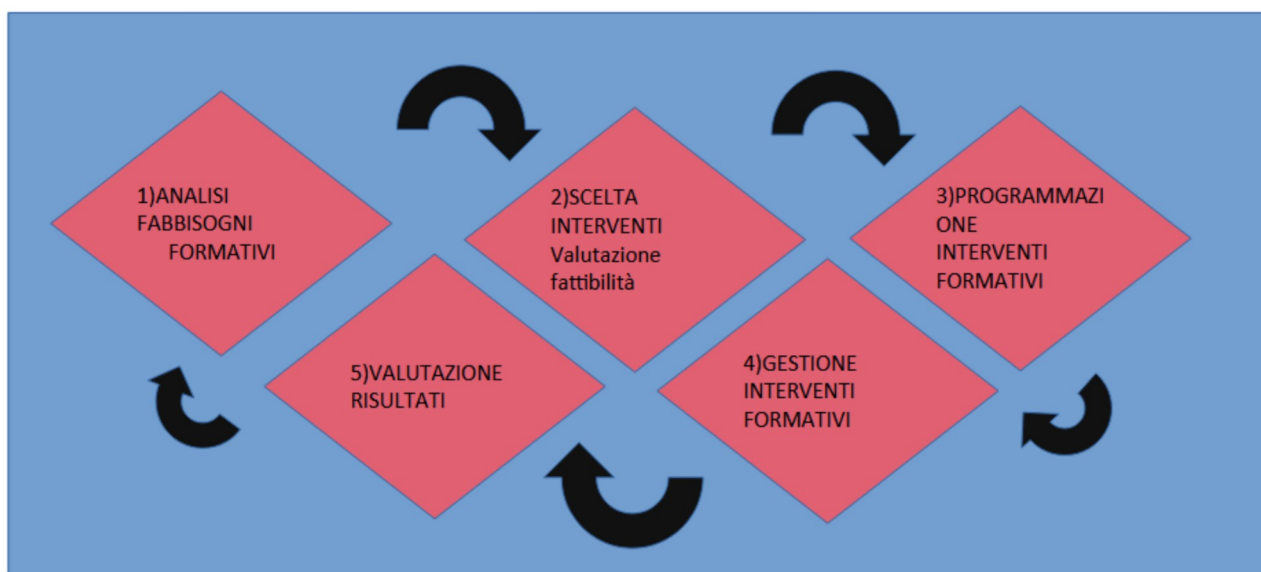 1)ANALISI
FABBISOGNI
FORMATIVI
2)SCELTA
INTERVENTI
Valutazione
fattibilità
3)PROGRAMMAZI
ONE
INTERVENTI
FORMATIVI
4)GESTIONE
INTERVENTI
FORMATIVI
5)VALUTAZIONE
RISULTATI